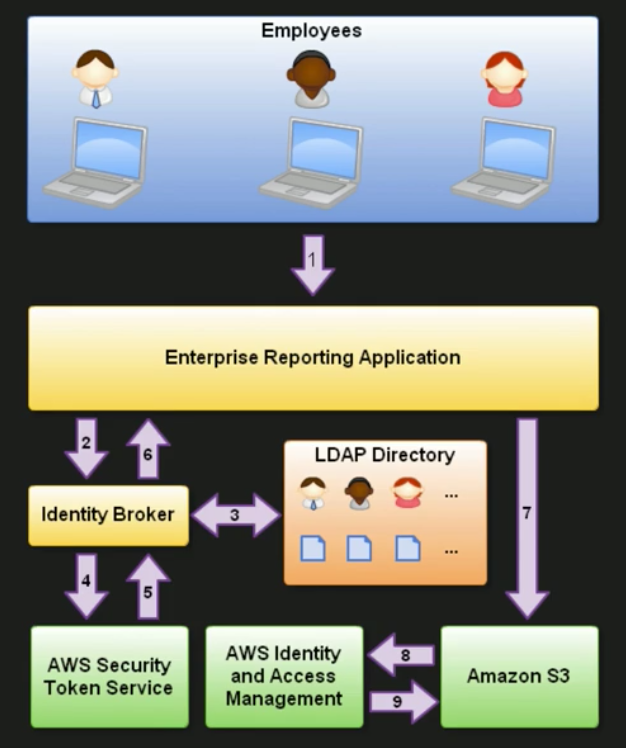 Employees
1
Enterprise Reporting Application
2
6
LDAP Directory
...
Identity Broker
3
7
...
4
5
AWS Security
Token Service
AWS Identity
and Access
Management
8
9
Amazon S3